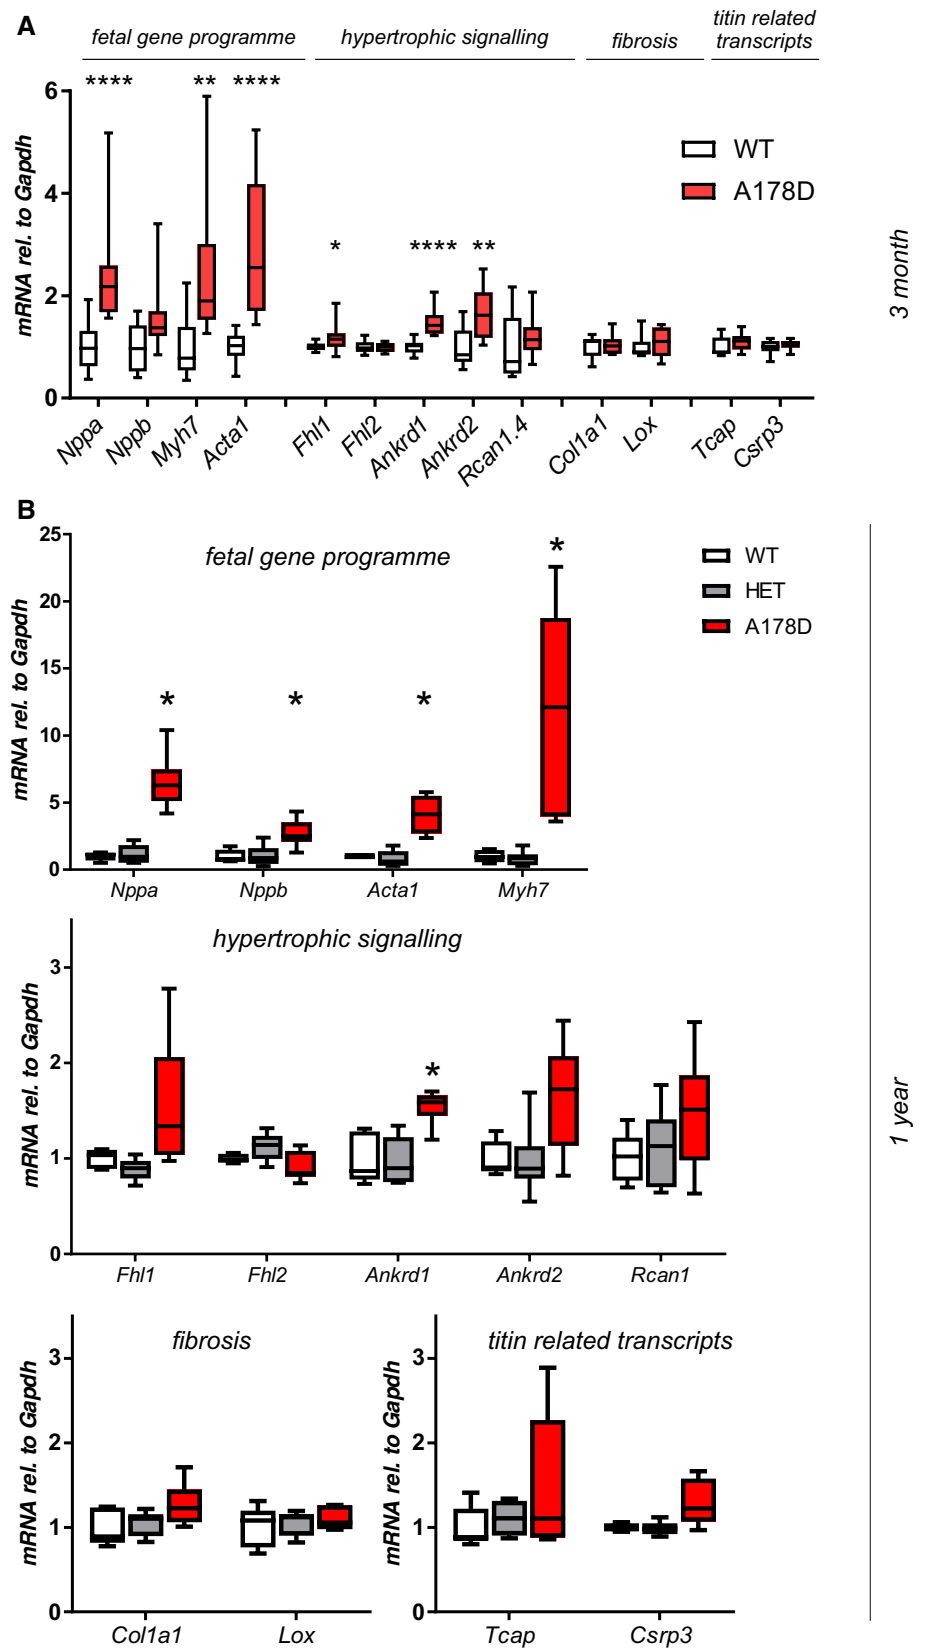 A
fetal gene programme
hypertrophic signalling
fibrosis
titin related
transcripts
**** ** ****
* **** **
mRNA rel. to Gapdh
6
4
2
0
WT
A178D
3 month
Nppa Nppb Myh7 Acta1 Fhl1 Fhl2 Ankrd1 Ankrd2 Rcan1.4 Col1a1 Lox Tcap Csrp3
B
fetal gene programme
mRNA rel. to Gapdh
25
20
15
10
5
0
* * * *
WT
HET
A178D
Nppa Nppb Acta1 Myh7
hypertrophic signalling
mRNA rel. to Gapdh
3
2
1
0
*
Fhl1 Fhl2 Ankrd1 Ankrd2 Rcan1
1 year
fibrosis
mRNA rel. to Gapdh
3
2
1
0
Col1a1 Lox
titin related transcripts
mRNA rel. to Gapdh
3
2
1
0
Tcap Csrp3